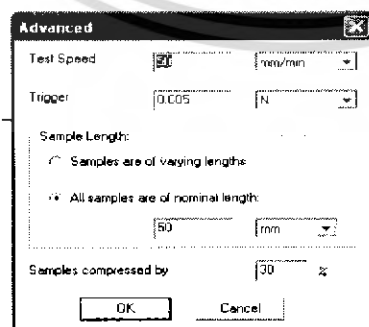 Advanced
Test Speed mm/min
Trigger 0.005 N
Sample Length:
Samples are of varying lengths
All samples are of nominal length:
50 mm
Samples compressed by 30 %
OK Cancel